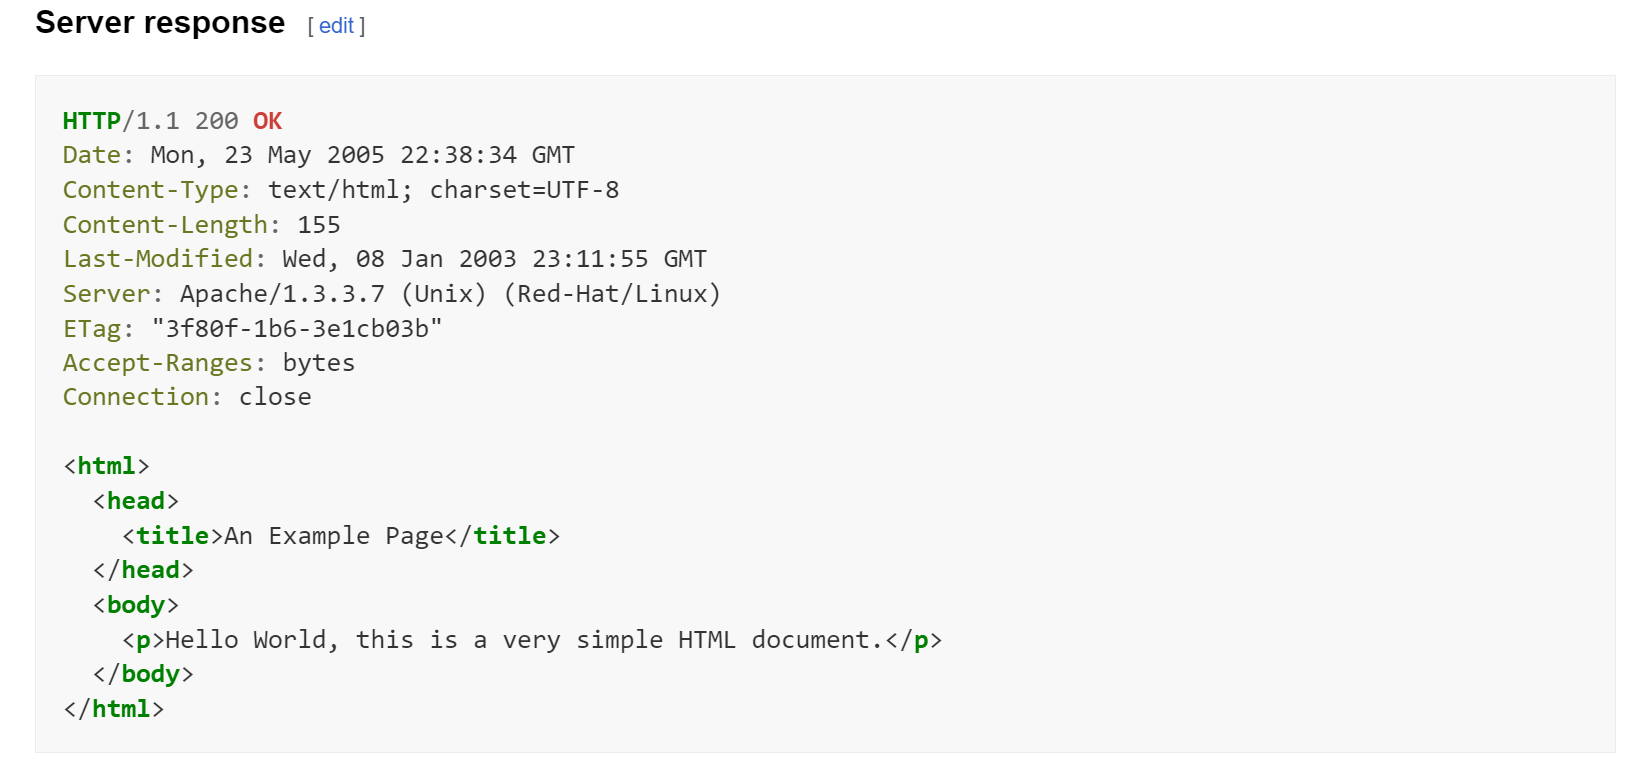 Server response [ edit ]
HTTP/1.1 200 OK
Date: Mon, 23 May 2005 22:38:34 GMT
Content-Type: text/html; charset=UTF-8
Content-Length: 155
Last-Modified: Wed, 08 Jan 2003 23:11:55 GMT
Server: Apache/1.3.3.7 (Unix) (Red-Hat/Linux)
ETag: "3f80f-1b6-3e1cb03b"
Accept-Ranges: bytes
Connection: close

<html>
  <head>
    <title>An Example Page</title>
  </head>
  <body>
    <p>Hello World, this is a very simple HTML document.</p>
  </body>
</html>